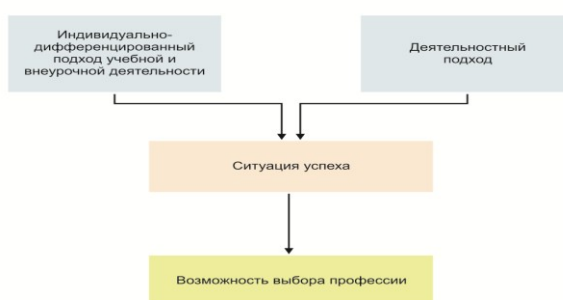 Индивидуально-
дифференцированный
подход учебной и
внеурочной деятельности
Деятельностный
подход
Ситуация успеха
Возможность выбора профессии